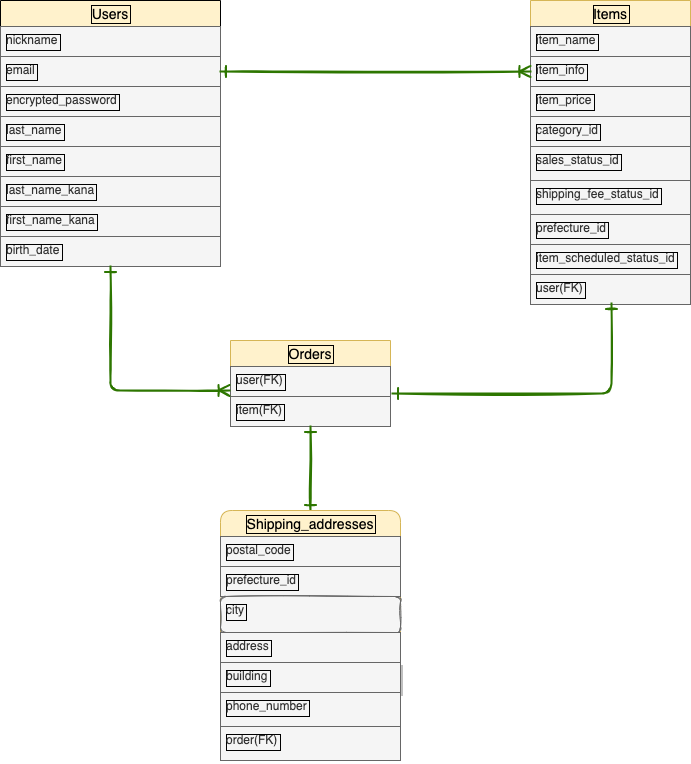 Users
nickname
email
encrypted_password
last_name
first_name
last_name_kana
first_name_kana
birth_date
Items
item_name
item_info
item_price
category_id
sales_status_id
shipping_fee_status_id
prefecture_id
item_scheduled_status_id
user(FK)
Orders
user(FK)
item(FK)
Shipping_addresses
postal_code
prefecture_id
city
address
building
phone_number
order(FK)